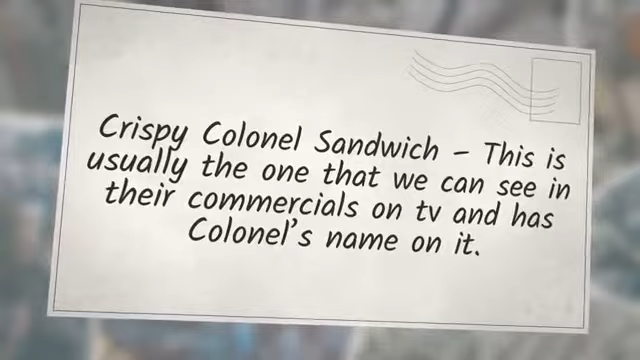 Crispy Colonel Sandwich – This is
usually the one that we can see in
their commercials on tv and has
Colonel's name on it.